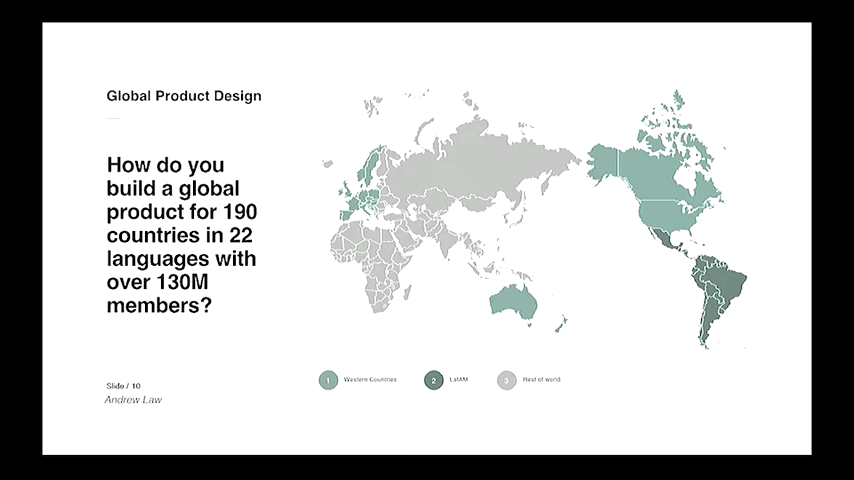 Global Product Design
How do you
build a global
product for 190
countries in 22
languages with
over 130M
members?
Slide / 10
Andrew Law
1 Western Countries 2 LatAM 3 Rest of world